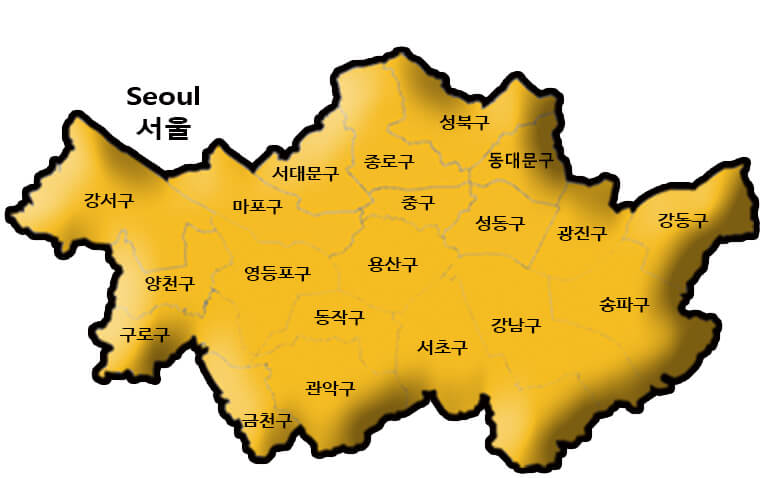 Seoul
서울
성북구
종로구
동대문구
서대문구
강서구
마포구
중구
성동구
광진구
강동구
양천구
영등포구
용산구
송파구
구로구
동작구
서초구
강남구
관악구
금천구